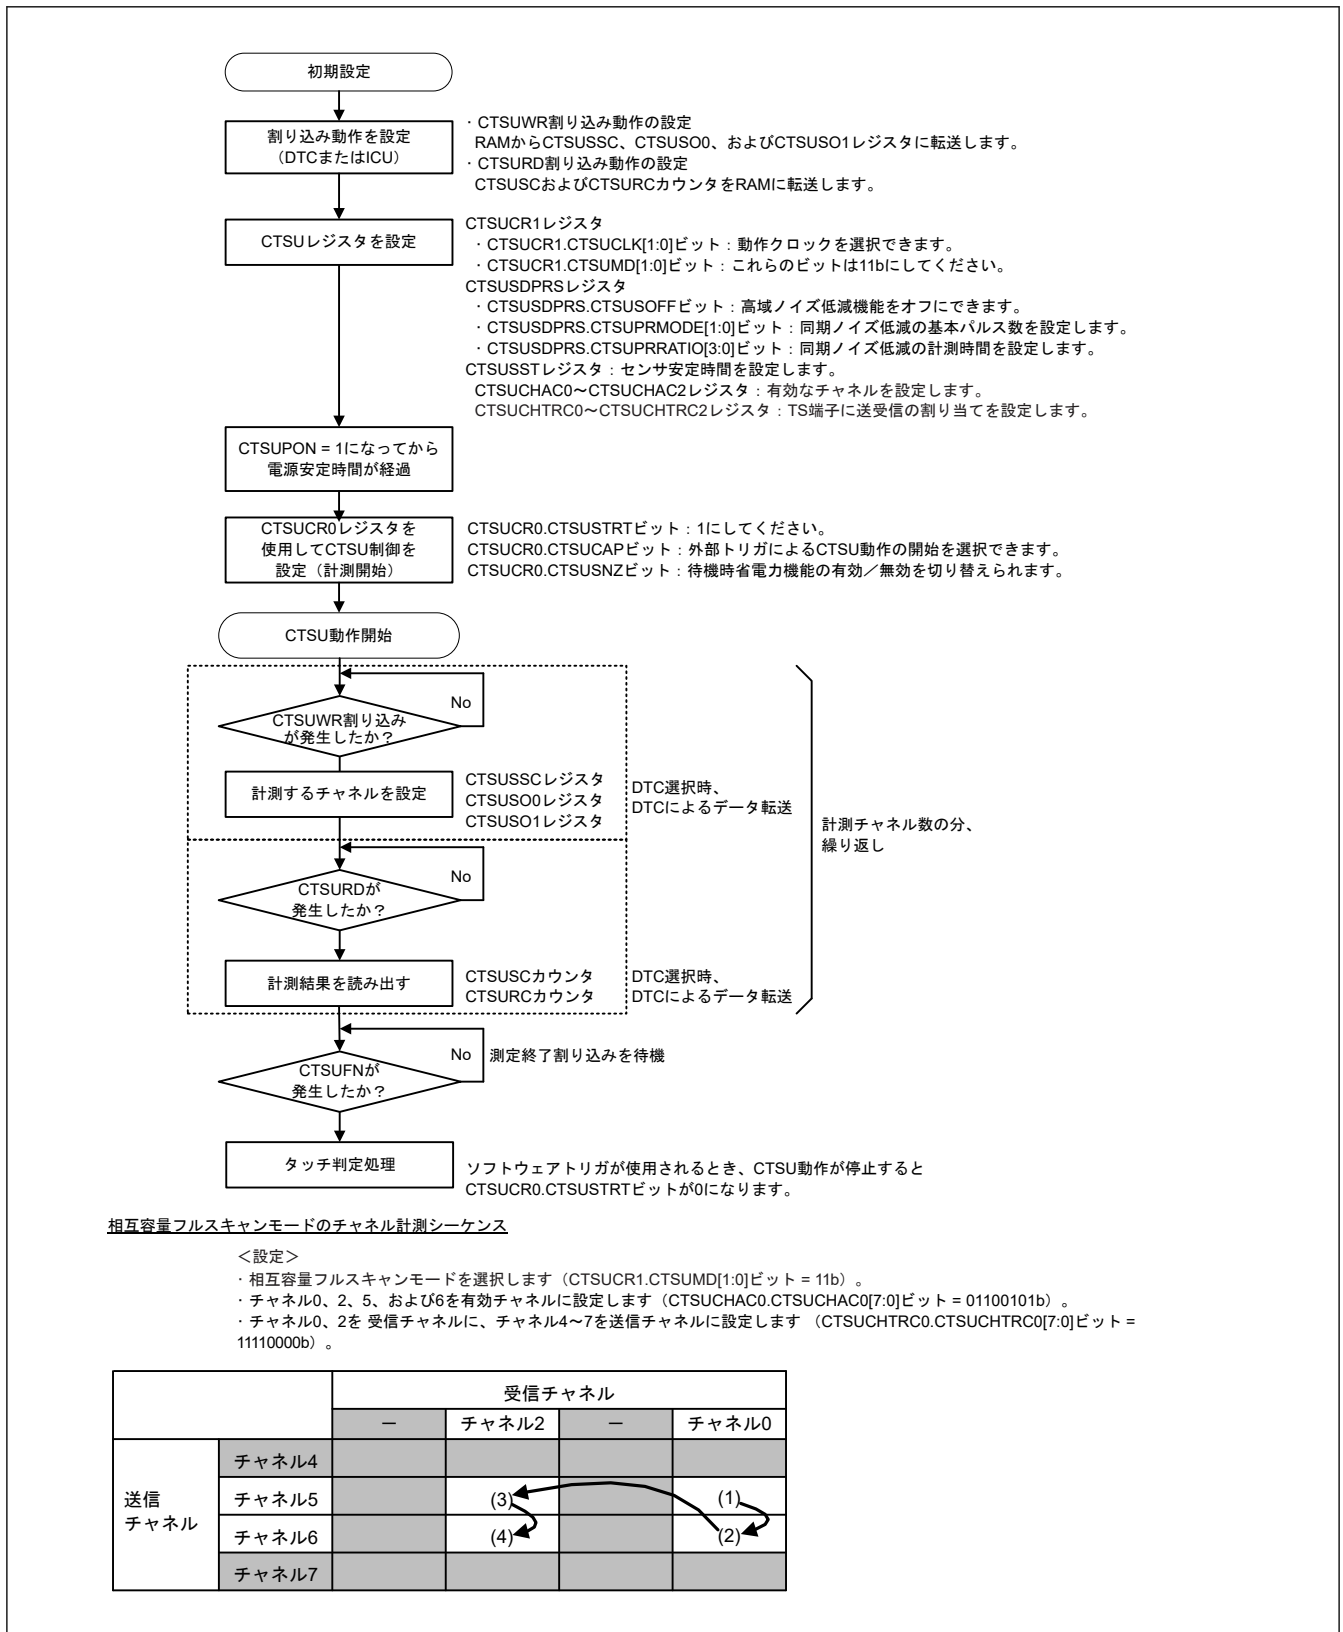 初期設定
割り込み動作を設定
（DTCまたはICU）
・CTSUWR割り込み動作の設定
RAMからCTSUSSC、CTSUSO0、およびCTSUSO1レジスタに転送します。
・CTSURD割り込み動作の設定
CTSUSCおよびCTSURCカウンタをRAMに転送します。
CTSUレジスタを設定
CTSUCR1レジスタ
・CTSUCR1.CTSUCLK[1:0]ビット：動作クロックを選択できます。
・CTSUCR1.CTSUMD[1:0]ビット：これらのビットは11bにしてください。
CTSUSDPRSレジスタ
・CTSUSDPRS.CTSUSOFFビット：高域ノイズ低減機能をオフにできます。
・CTSUSDPRS.CTSUPRMODE[1:0]ビット：同期ノイズ低減の基本パルス数を設定します。
・CTSUSDPRS.CTSUPRRATIO[3:0]ビット：同期ノイズ低減の計測時間を設定します。
CTSUSSTレジスタ：センサ安定時間を設定します。
CTSUCHAC0～CTSUCHAC2レジスタ：有効なチャネルを設定します。
CTSUCHTRC0～CTSUCHTRC2レジスタ：TS端子に送受信の割り当てを設定します。
CTSUPON = 1になってから
電源安定時間が経過
CTSUCR0レジスタを
使用してCTSU制御を
設定（計測開始）
CTSUCR0.CTSUSTRTビット：1にしてください。
CTSUCR0.CTSUCAPビット：外部トリガによるCTSU動作の開始を選択できます。
CTSUCR0.CTSUSNZビット：待機時省電力機能の有効／無効を切り替えられます。
CTSU動作開始
No
CTSUWR割り込み
が発生したか？
計測するチャネルを設定
CTSUSSCレジスタ
CTSUSO0レジスタ
CTSUSO1レジスタ
DTC選択時、
DTCによるデータ転送
計測チャネル数の分、
繰り返し
No
CTSURDが
発生したか？
計測結果を読み出す
CTSUSCカウンタ
CTSURCカウンタ
DTC選択時、
DTCによるデータ転送
No
測定終了割り込みを待機
CTSUFNが
発生したか？
タッチ判定処理
ソフトウェアトリガが使用されるとき、CTSU動作が停止すると
CTSUCR0.CTSUSTRTビットが0になります。
相互容量フルスキャンモードのチャネル計測シーケンス
＜設定＞
・相互容量フルスキャンモードを選択します（CTSUCR1.CTSUMD[1:0]ビット = 11b）。
・チャネル0、2、5、および6を有効チャネルに設定します（CTSUCHAC0.CTSUCHAC0[7:0]ビット = 01100101b）。
・チャネル0、2を 受信チャネルに、チャネル4～7を送信チャネルに設定します （CTSUCHTRC0.CTSUCHTRC0[7:0]ビット =
11110000b）。
受信チャネル
－ チャネル2 － チャネル0
チャネル4
送信
チャネル
チャネル5 (3) (1)
チャネル6 (4) (2)
チャネル7